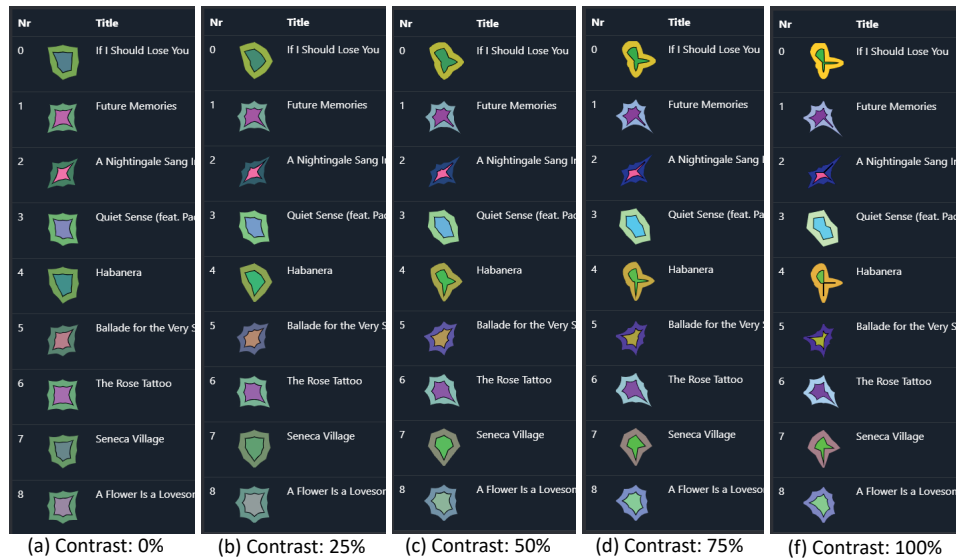 Nr Title
0 If I Should Lose You
1 Future Memories
2 A Nightingale Sang In
3 Quiet Sense (feat. Pac
4 Habanera
5 Ballade for the Very S
6 The Rose Tattoo
7 Seneca Village
8 A Flower Is a Lovesom
(a) Contrast: 0%
Nr Title
0 If I Should Lose You
1 Future Memories
2 A Nightingale Sang In
3 Quiet Sense (feat. Pac
4 Habanera
5 Ballade for the Very S
6 The Rose Tattoo
7 Seneca Village
8 A Flower Is a Lovesom
(b) Contrast: 25%
Nr Title
0 If I Should Lose You
1 Future Memories
2 A Nightingale Sang In
3 Quiet Sense (feat. Pac
4 Habanera
5 Ballade for the Very S
6 The Rose Tattoo
7 Seneca Village
8 A Flower Is a Lovesom
(c) Contrast: 50%
Nr Title
0 If I Should Lose You
1 Future Memories
2 A Nightingale Sang In
3 Quiet Sense (feat. Pac
4 Habanera
5 Ballade for the Very S
6 The Rose Tattoo
7 Seneca Village
8 A Flower Is a Lovesom
(d) Contrast: 75%
Nr Title
0 If I Should Lose You
1 Future Memories
2 A Nightingale Sang In
3 Quiet Sense (feat. Pac
4 Habanera
5 Ballade for the Very S
6 The Rose Tattoo
7 Seneca Village
8 A Flower Is a Lovesom
(f) Contrast: 100%